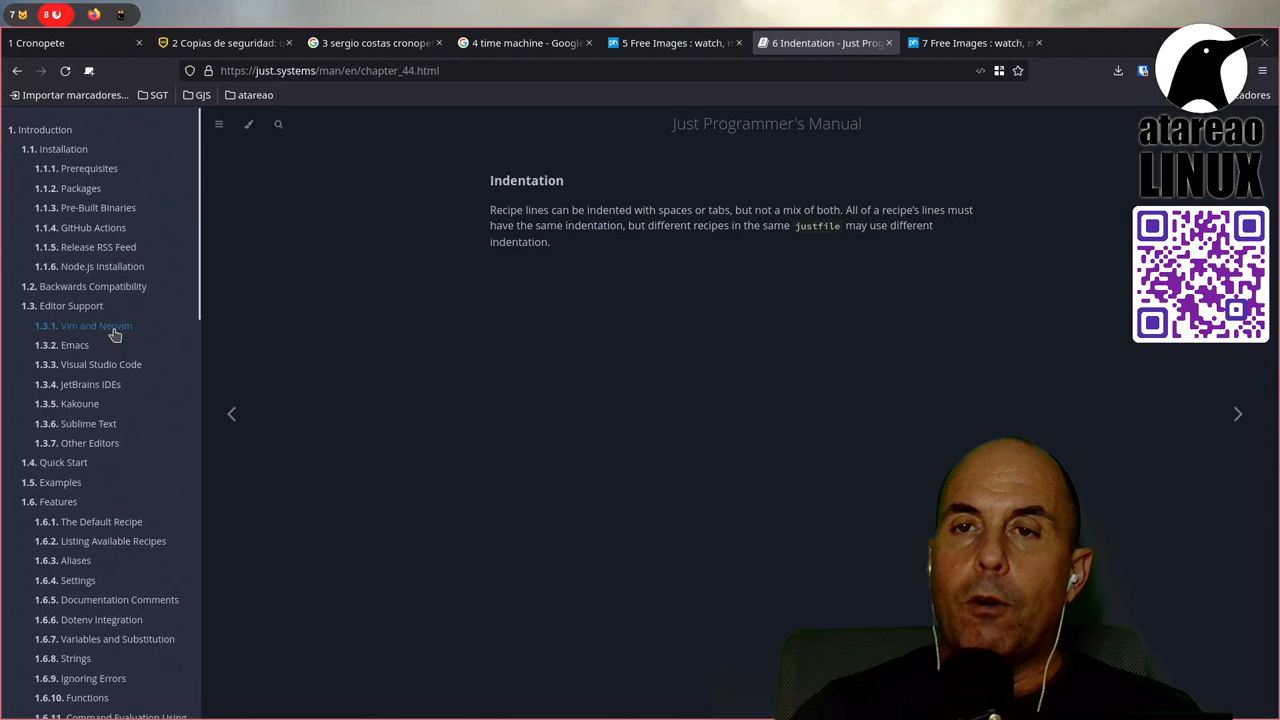 7
8
1 Cronopete
2 Copias de seguridad: q
3 sergio costas cronopet
4 time machine - Google
5 Free Images : watch, m
6 Indentation - Just Prog
7 Free Images : watch, m
https://just.systems/man/en/chapter_44.html
Importar marcadores...
SGT
GJS
atareao
1. Introduction
1.1. Installation
1.1.1. Prerequisites
1.1.2. Packages
1.1.3. Pre-Built Binaries
1.1.4. GitHub Actions
1.1.5. Release RSS Feed
1.1.6. Node.js Installation
1.2. Backwards Compatibility
1.3. Editor Support
1.3.1. Vim and Neovim
1.3.2. Emacs
1.3.3. Visual Studio Code
1.3.4. JetBrains IDEs
1.3.5. Kakoune
1.3.6. Sublime Text
1.3.7. Other Editors
1.4. Quick Start
1.5. Examples
1.6. Features
1.6.1. The Default Recipe
1.6.2. Listing Available Recipes
1.6.3. Aliases
1.6.4. Settings
1.6.5. Documentation Comments
1.6.6. Dotenv Integration
1.6.7. Variables and Substitution
1.6.8. Strings
1.6.9. Ignoring Errors
1.6.10. Functions
1.6.11. Command Evaluation Using
Just Programmer's Manual
Indentation
Recipe lines can be indented with spaces or tabs, but not a mix of both. All of a recipe's lines must
have the same indentation, but different recipes in the same justfile may use different
indentation.
atareao
LINUX